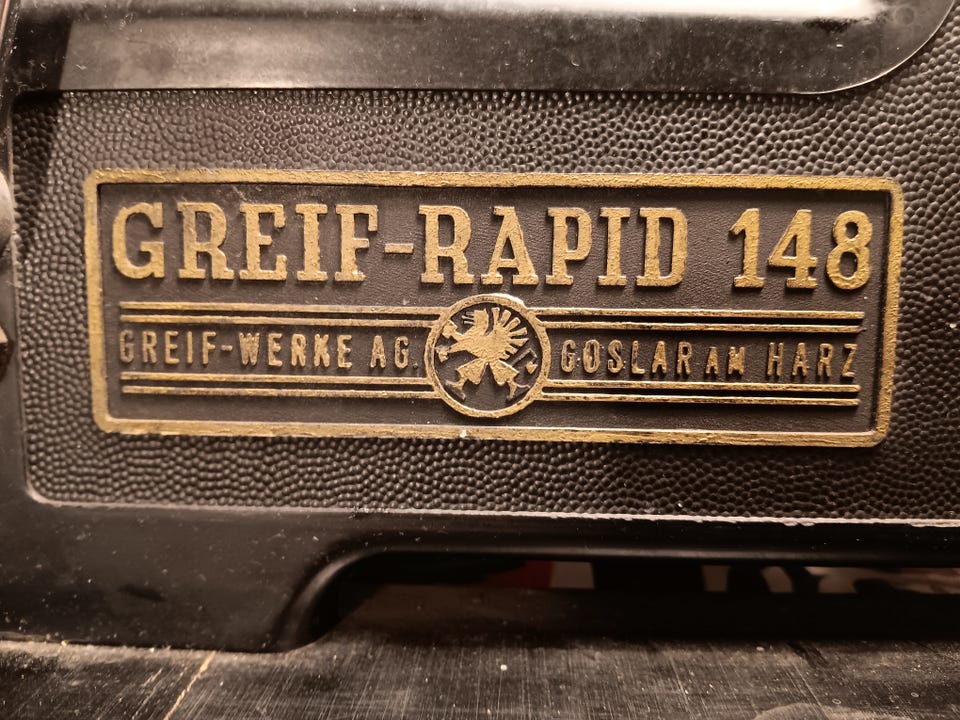 GREIF-RAPID 148
GREIF-WERKE AG. GOSLAR AM HARZ